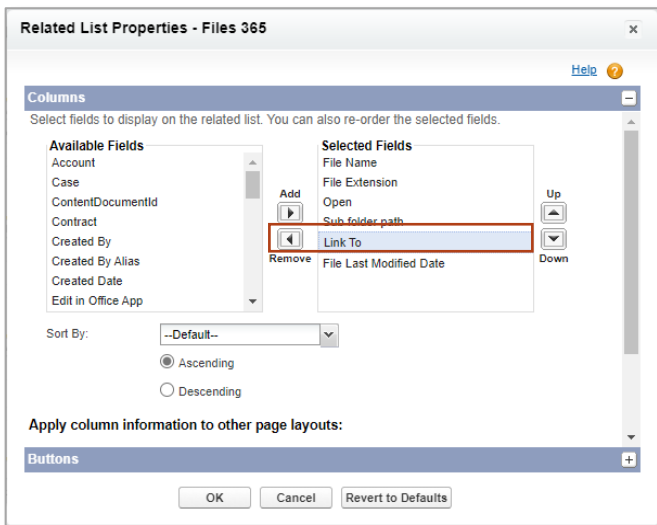 Related List Properties - Files 365
Help
Columns
Select fields to display on the related list. You can also re-order the selected fields.
Available Fields
Account
Case
ContentDocumentId
Contract
Created By
Created By Alias
Created Date
Edit in Office App
Add
Remove
Selected Fields
File Name
File Extension
Open
Sub folder path
Link To
File Last Modified Date
Up
Down
Sort By:
--Default--
Ascending
Descending
Apply column information to other page layouts:
Buttons
OK
Cancel
Revert to Defaults